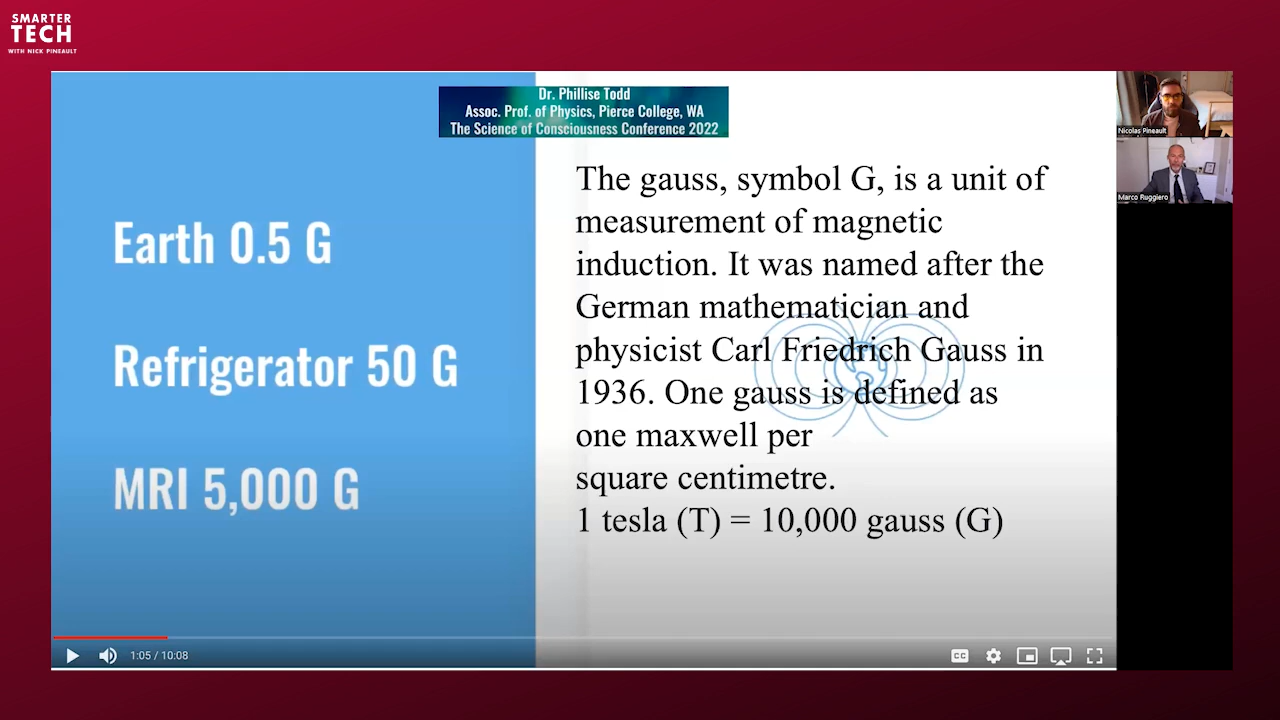 SMARTER
TECH
WITH NICK PINEAULT
Dr. Phillise Todd
Assoc. Prof. of Physics, Pierce College, WA
The Science of Consciousness Conference 2022
Earth 0.5 G
Refrigerator 50 G
MRI 5,000 G
The gauss, symbol G, is a unit of
measurement of magnetic
induction. It was named after the
German mathematician and
physicist Carl Friedrich Gauss in
1936. One gauss is defined as
one maxwell per
square centimetre.
1 tesla (T) = 10,000 gauss (G)
Nicolas Pineault
Marco Ruggiero
1:05 / 10:08
CC